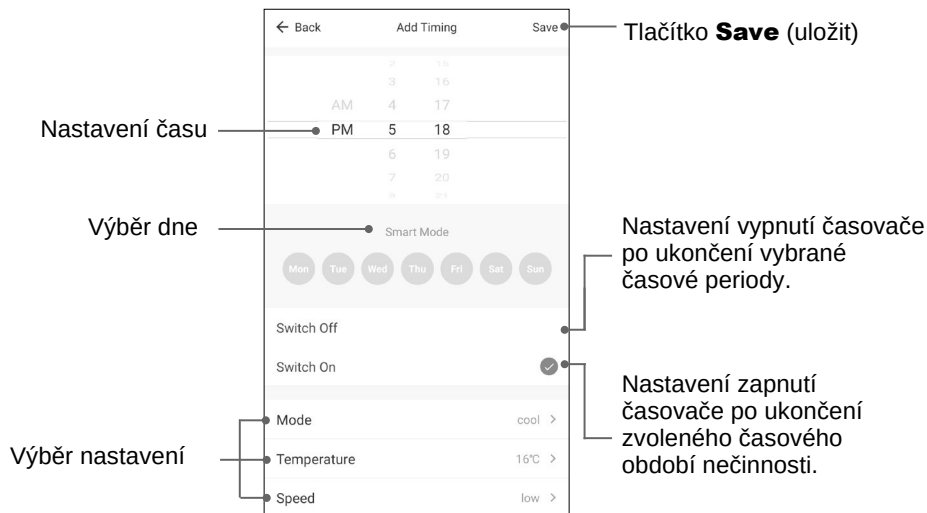 Back Add Timing Save
Tlačítko Save (uložit)
2
3 16
AM 4 17
Nastavení času
PM 5 18
6 19
7 20
Výběr dne
Smart Mode
Mon Tue Wed Thu Fri Sat Sun
Nastavení vypnutí časovače
po ukončení vybrané
časové periody.
Switch Off
Switch On
Nastavení zapnutí
časovače po ukončení
zvoleného časového
období nečinnosti.
Výběr nastavení
Mode cool >
Temperature 16℃ >
Speed low >